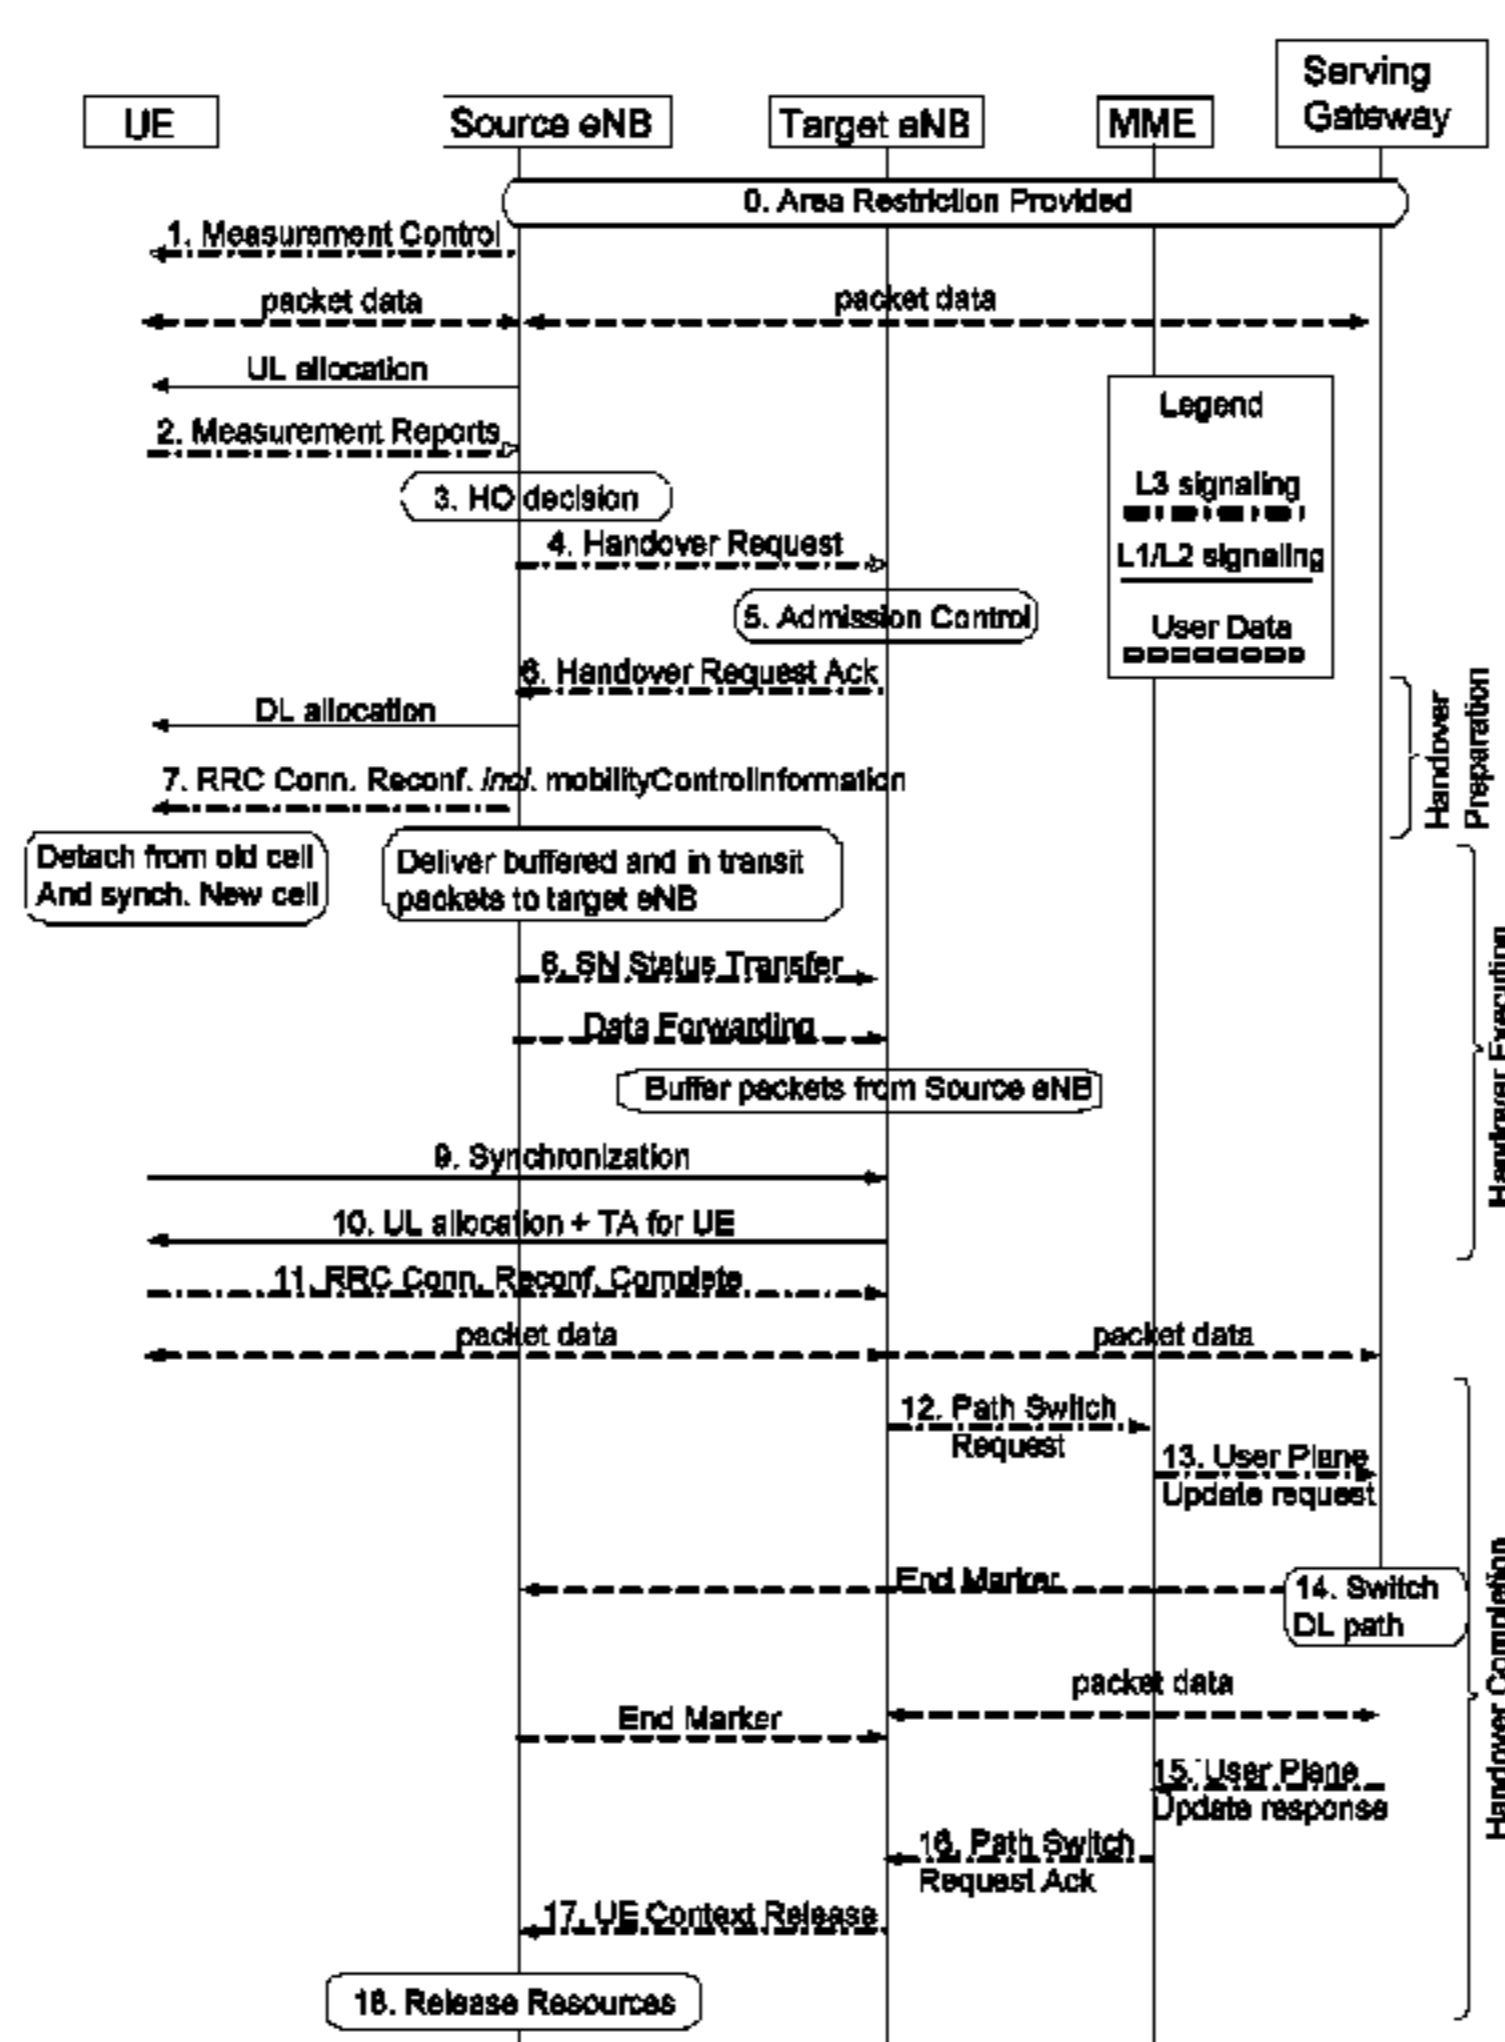 UE
Source eNB
Target eNB
MME
Serving
Gateway
0. Area Restriction Provided
1. Measurement Control
packet data
packet data
UL allocation
Legend
2. Measurement Reports
L3 signaling
3. HO decision
4. Handover Request
L1/L2 signaling
5. Admission Control
User Data
6. Handover Request Ack
DL allocation
Handover
Preparation
7. RRC Conn. Reconf. incl. mobilityControlInformation
Detach from old cell
And synch. New cell
Deliver buffered and in transit
packets to target eNB
8. SN Status Transfer
Data Forwarding
Handover Execution
Buffer packets from Source eNB
9. Synchronization
10. UL allocation + TA for UE
11. RRC Conn. Reconf. Complete
packet data
packet data
12. Path Switch
Request
13. User Plane
Update request
End Marker
14. Switch
DL path
Handover Completion
packet data
End Marker
15. User Plane
Update response
16. Path Switch
Request Ack
17. UE Context Release
18. Release Resources